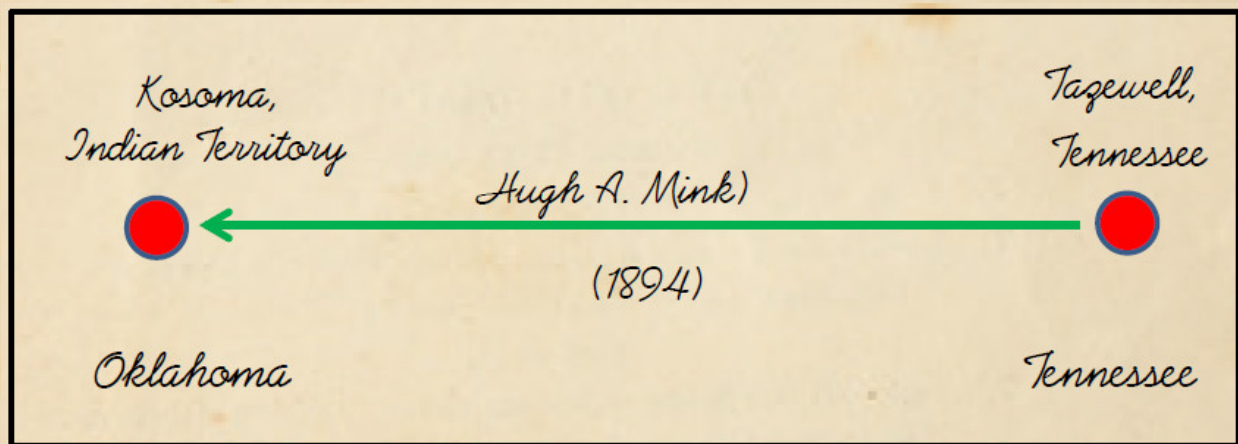 Kosoma,
Indian Territory
Tazewell,
Tennessee
Hugh A. Mink)
(1894)
Oklahoma
Tennessee